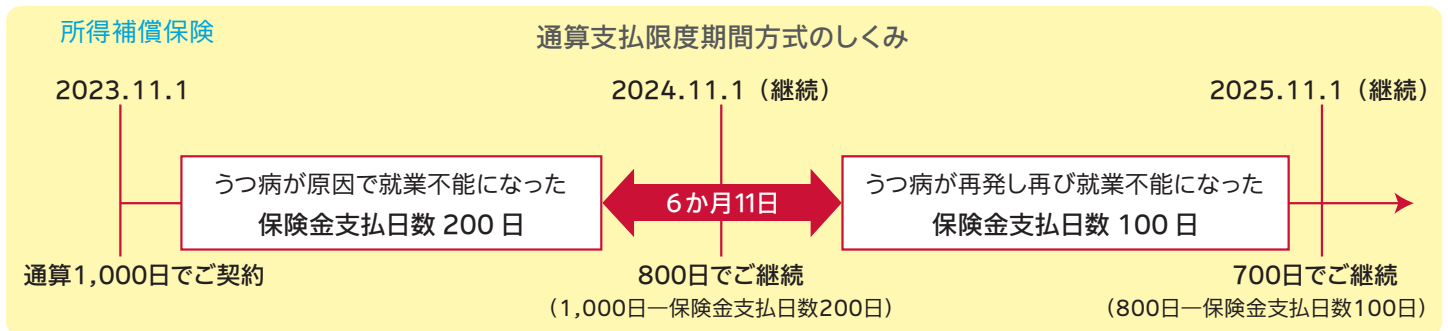 所得補償保険
通算支払限度期間方式のしくみ
2023.11.1
2024.11.1（継続）
2025.11.1（継続）
うつ病が原因で就業不能になった
保険金支払日数 200 日
6か月11日
うつ病が再発し再び就業不能になった
保険金支払日数 100 日
通算1,000日でご契約
800日でご継続
（1,000日―保険金支払日数200日）
700日でご継続
（800日―保険金支払日数100日）